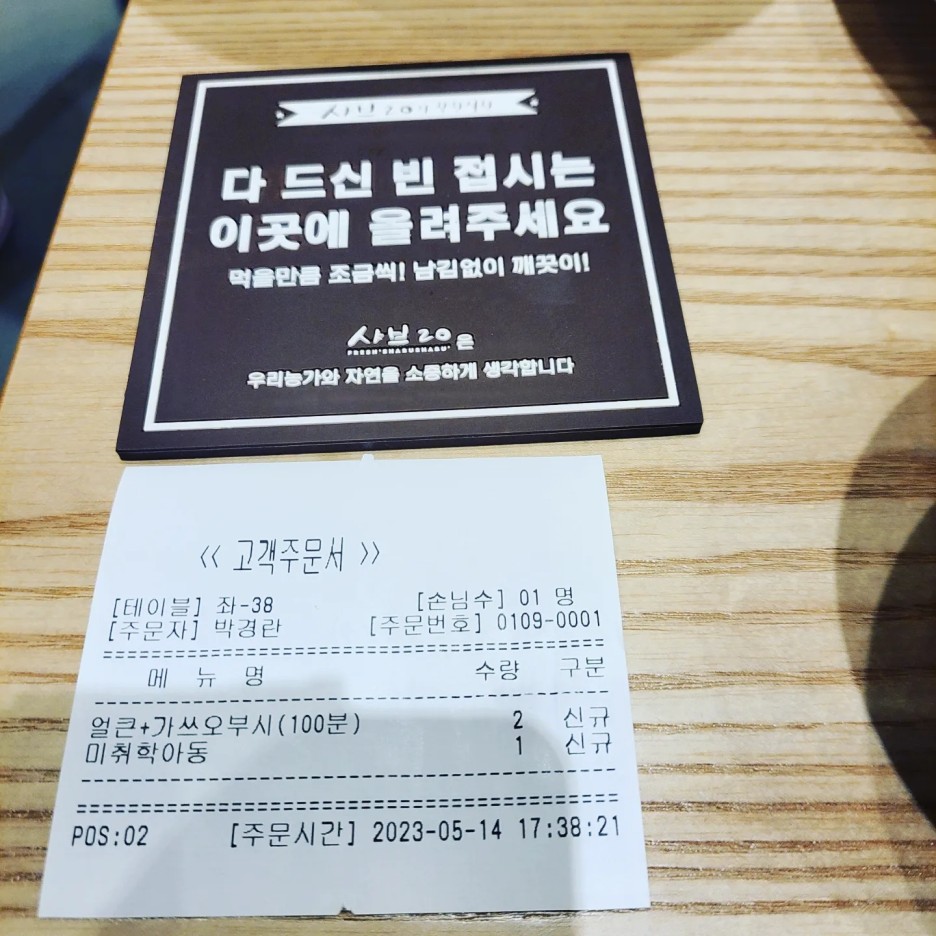 샤브20
다 드신 빈 접시는
이곳에 올려주세요
먹을만큼 조금씩! 남김없이 깨끗이!
샤브20은
FRESH SHABUSHABU
우리농가와 자연을 소중하게 생각합니다
<< 고객주문서 >>
[테이블] 좌-38 [손님수] 01 명
[주문자] 박경란 [주문번호] 0109-0001
메 뉴 명 수량 구분
얼큰+가쓰오부시(100분) 2 신규
미취학아동 1 신규
POS:02 [주문시간] 2023-05-14 17:38:21